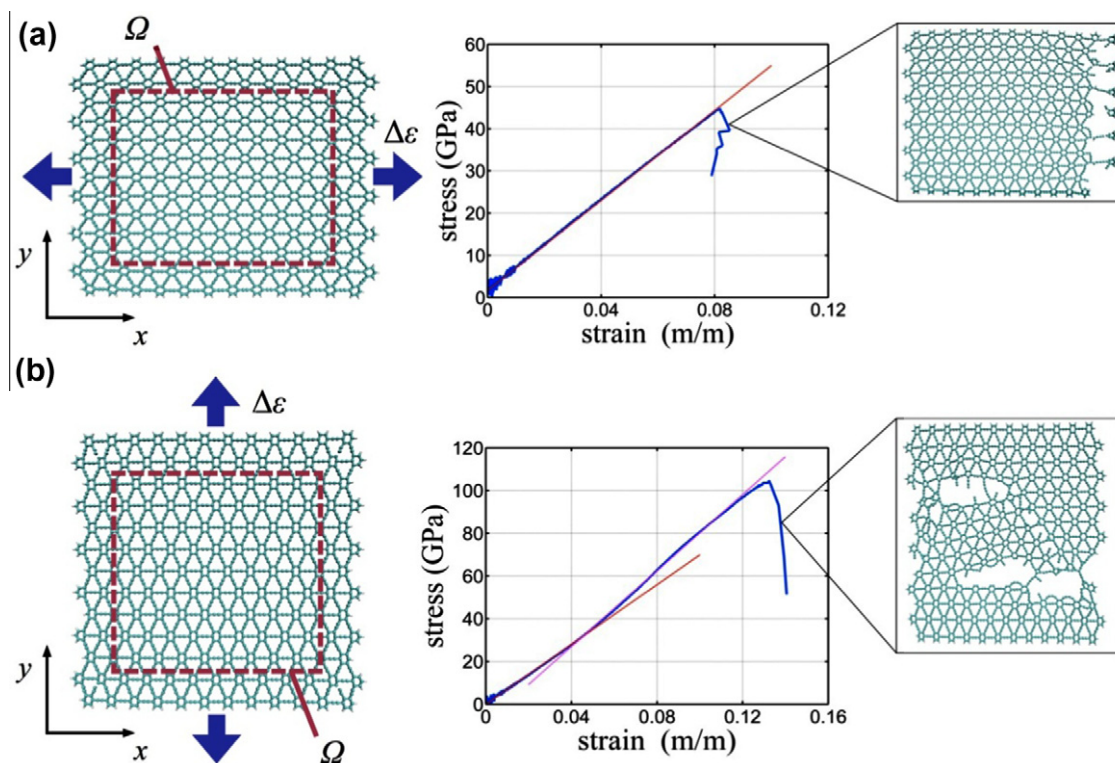 (a)
Ω
Δε
y
x
60
50
40
30
20
10
0
stress (GPa)
0
0.04
0.08
0.12
strain (m/m)
(b)
Δε
y
x
Ω
120
100
80
60
40
20
0
stress (GPa)
0
0.04
0.08
0.12
0.16
strain (m/m)